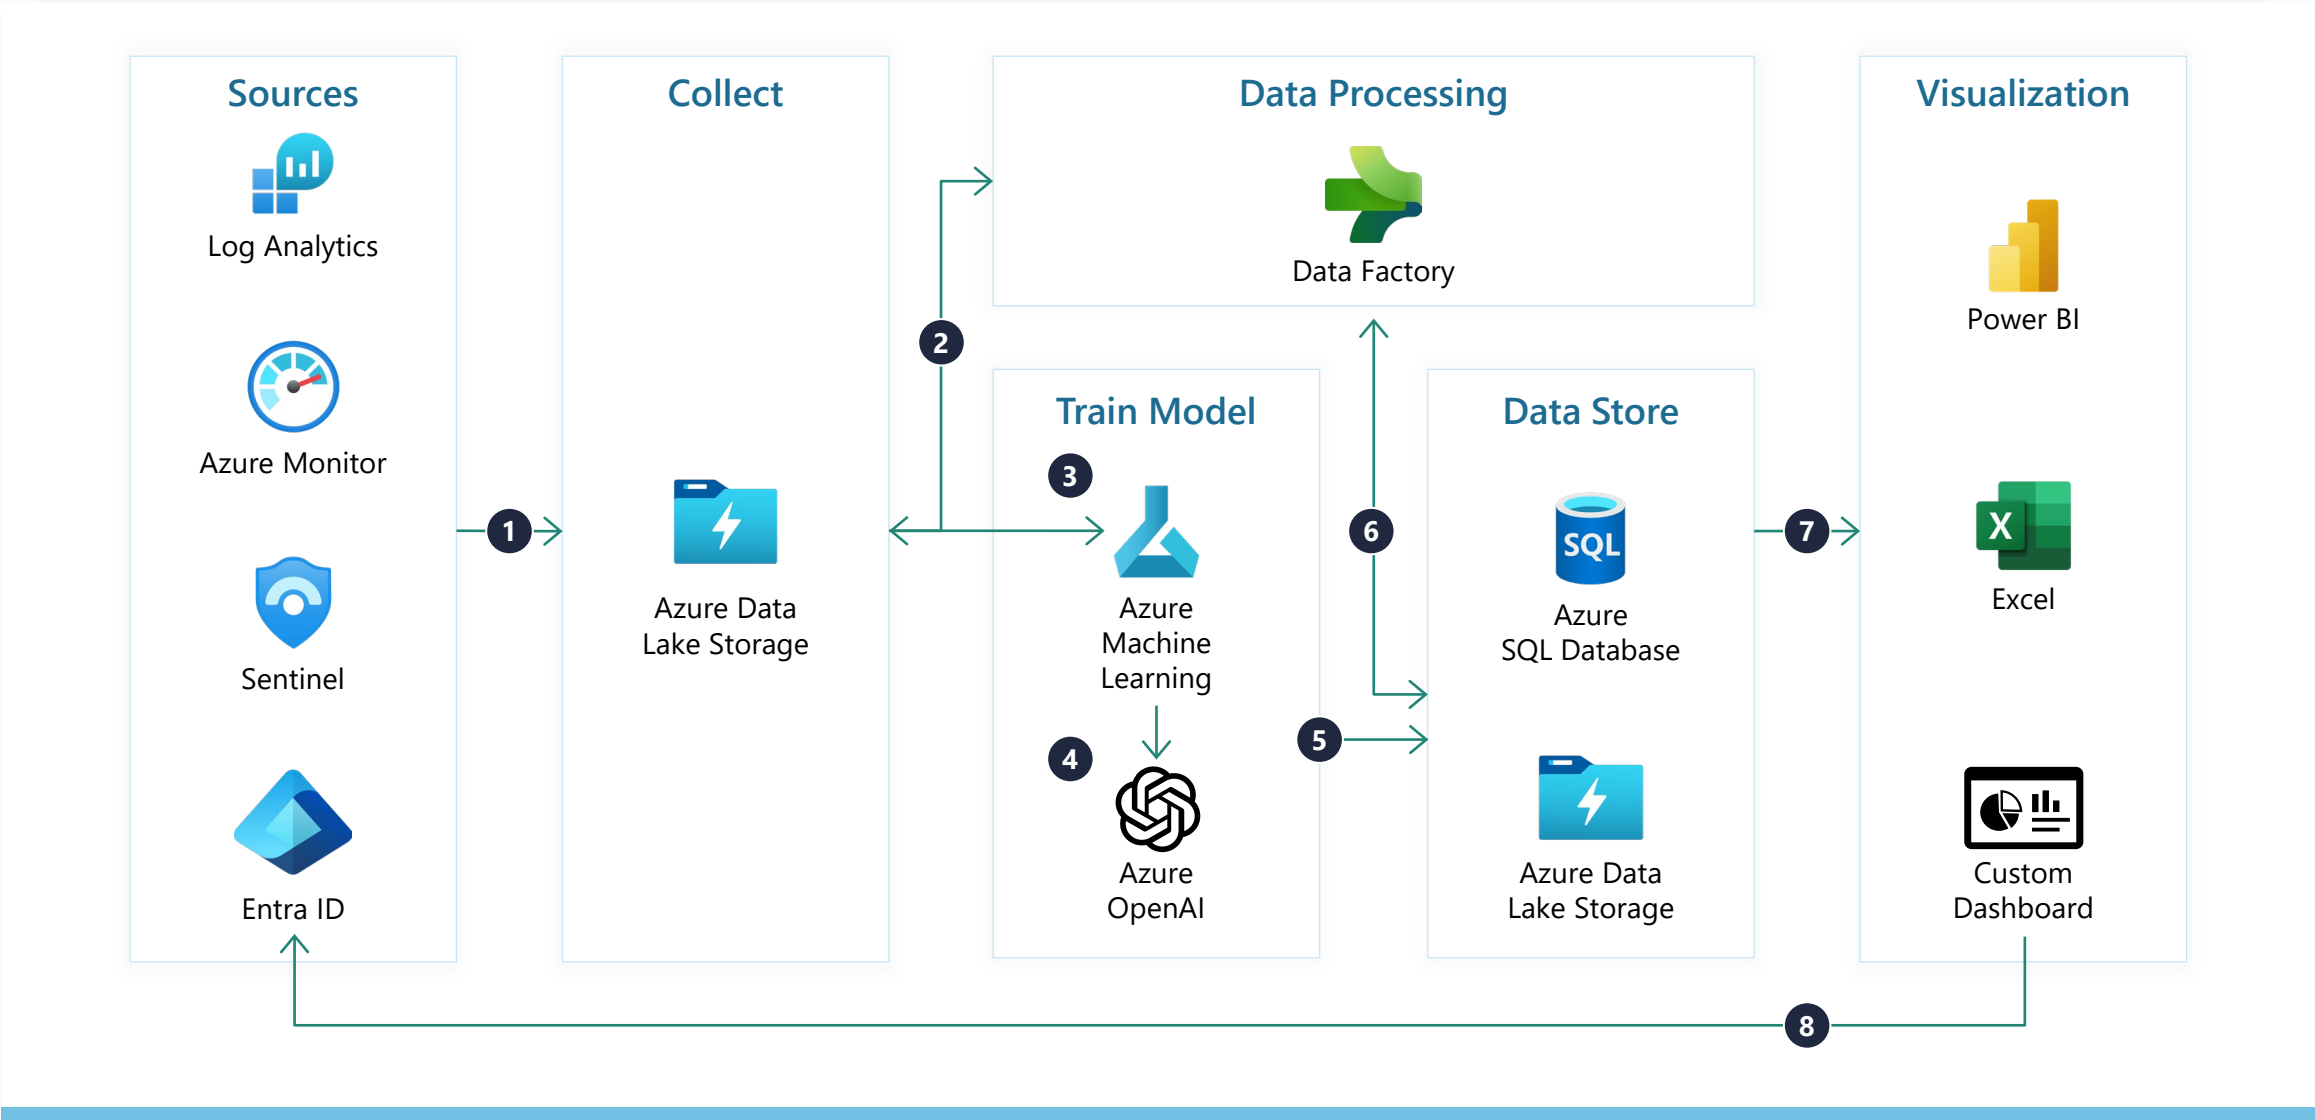 Sources
Log Analytics
Azure Monitor
Sentinel
Entra ID
1
Collect
Azure Data
Lake Storage
2
Data Processing
Data Factory
Train Model
3
Azure
Machine
Learning
4
Azure
OpenAI
5
6
Data Store
SQL
Azure
SQL Database
Azure Data
Lake Storage
7
Visualization
Power BI
X
Excel
Custom
Dashboard
8